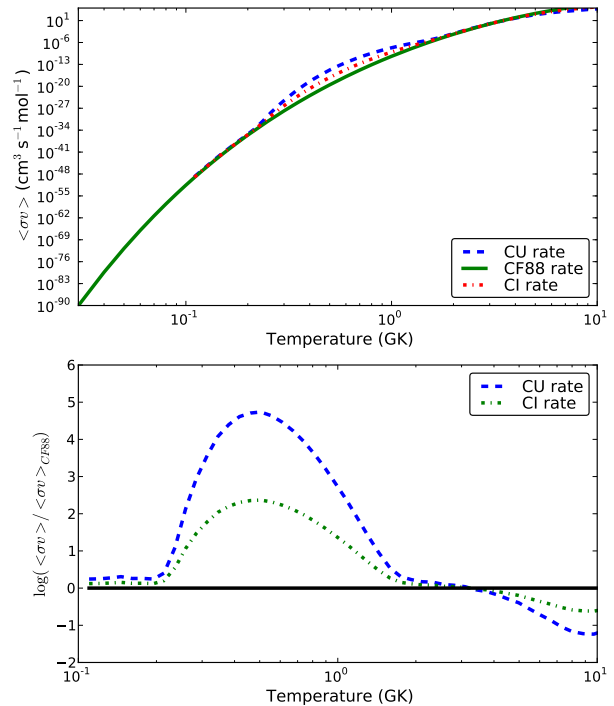 10^1
10^-6
10^-13
10^-20
10^-27
10^-34
10^-41
10^-48
10^-55
10^-62
10^-69
10^-76
10^-83
10^-90
<σv> (cm^3 s^-1 mol^-1)
CU rate
CF88 rate
CI rate
10^-1 10^0 10^1
Temperature (GK)
6
5
4
3
2
1
0
−1
−2
log(<σv>/<σv>_CF88)
CU rate
CI rate
10^-1 10^0 10^1
Temperature (GK)